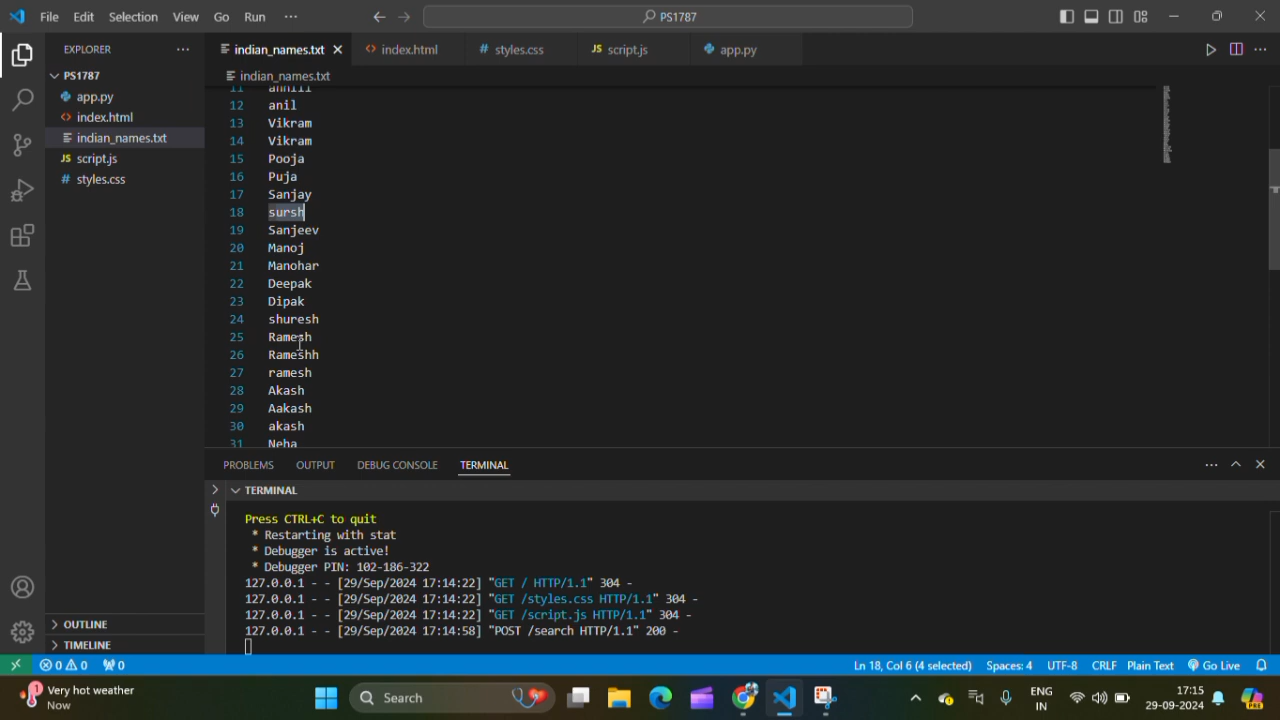 File Edit Selection View Go Run ··· PS1787
EXPLORER ··· indian_names.txt index.html styles.css JS script.js app.py
PS1787
app.py
index.html
indian_names.txt
JS script.js
# styles.css
OUTLINE
TIMELINE
indian_names.txt
11
12 anil
13 Vikram
14 Vikram
15 Pooja
16 Puja
17 Sanjay
18 sursh
19 Sanjeev
20 Manoj
21 Manohar
22 Deepak
23 Dipak
24 shuresh
25 Ramesh
26 Rameshh
27 ramesh
28 Akash
29 Aakash
30 akash
31 Neha
PROBLEMS OUTPUT DEBUG CONSOLE TERMINAL
TERMINAL
Press CTRL+C to quit
* Restarting with stat
* Debugger is active!
* Debugger PIN: 102-186-322
127.0.0.1 - - [29/Sep/2024 17:14:22] "GET / HTTP/1.1" 304 -
127.0.0.1 - - [29/Sep/2024 17:14:22] "GET /styles.css HTTP/1.1" 304 -
127.0.0.1 - - [29/Sep/2024 17:14:22] "GET /script.js HTTP/1.1" 304 -
127.0.0.1 - - [29/Sep/2024 17:14:58] "POST /search HTTP/1.1" 200 -
0 0 0 Ln 18, Col 6 (4 selected) Spaces: 4 UTF-8 CRLF Plain Text Go Live
1 Very hot weather
Now
Search
ENG
IN
17:15
29-09-2024
PRE